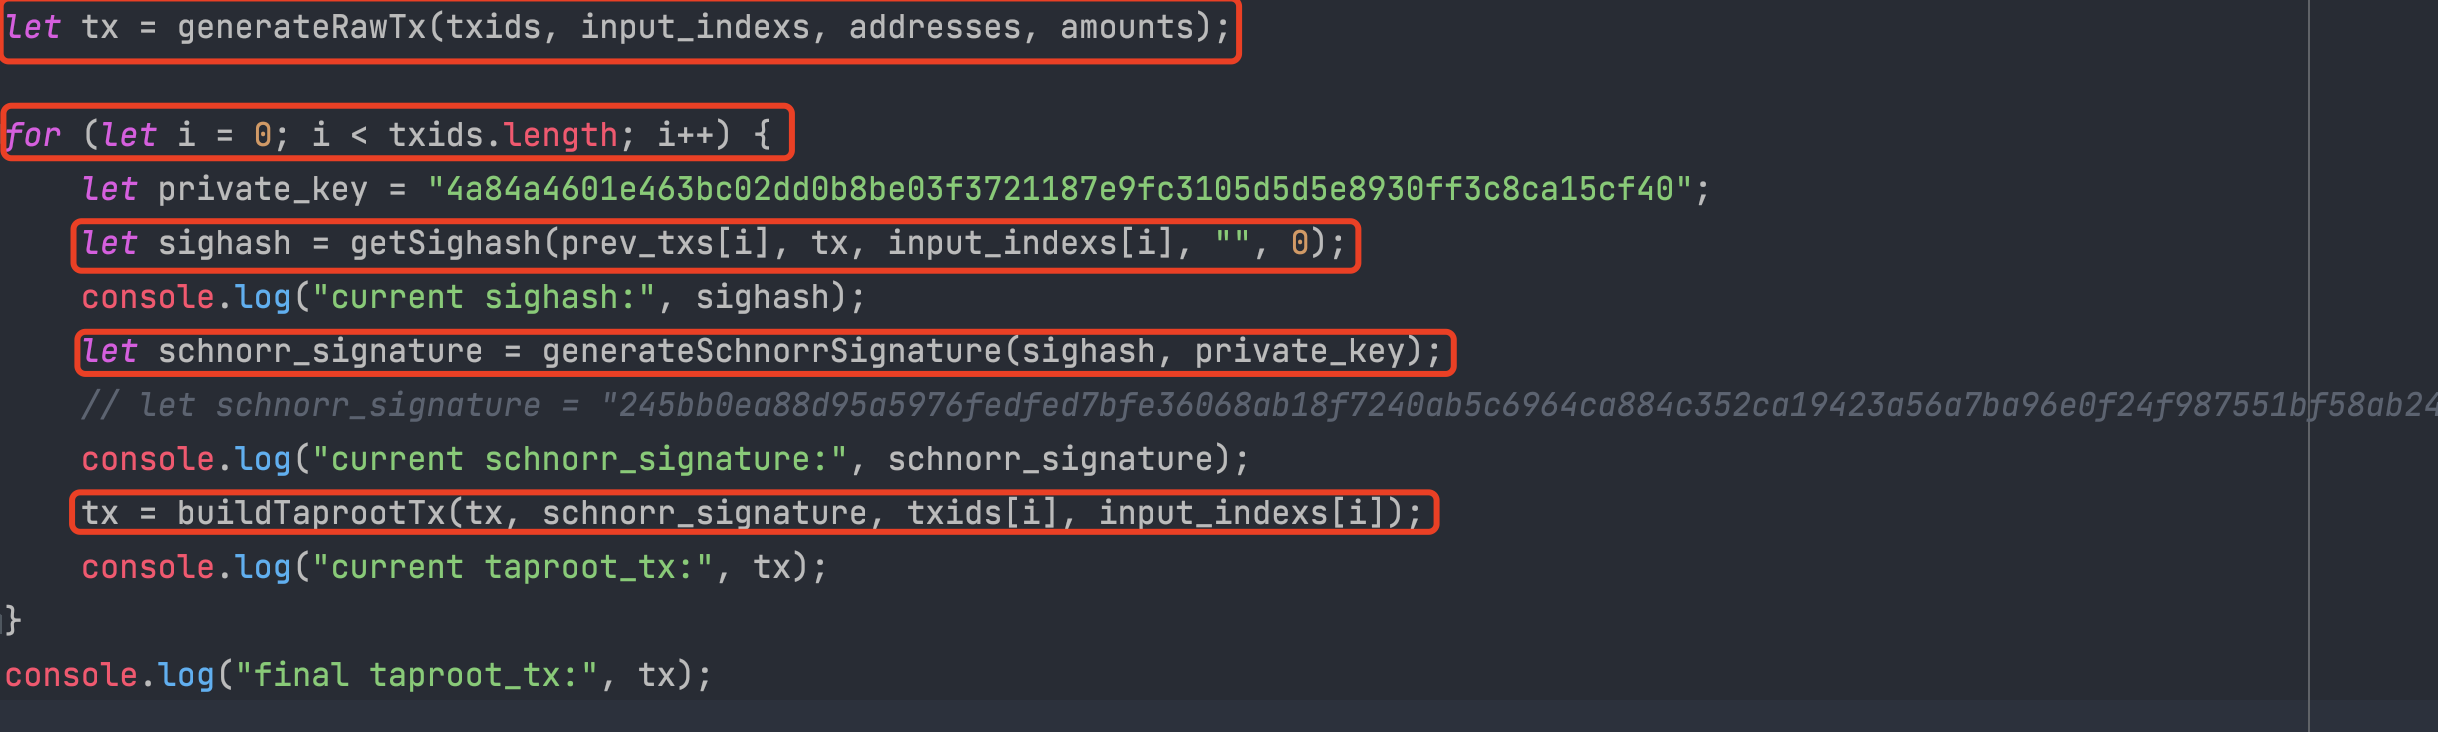 let tx = generateRawTx(txids, input_indexs, addresses, amounts);
for (let i = 0; i < txids.length; i++) {
let private_key = "4a84a4601e463bc02dd0b8be03f3721187e9fc3105d5d5e8930ff3c8ca15cf40";
let sighash = getSighash(prev_txs[i], tx, input_indexs[i], "", 0);
console.log("current sighash:", sighash);
let schnorr_signature = generateSchnorrSignature(sighash, private_key);
// let schnorr_signature = "245bb0ea88d95a5976fedfed7bfe36068ab18f7240ab5c6964ca884c352ca19423a56a7ba96e0f24f987551bf58ab24
console.log("current schnorr_signature:", schnorr_signature);
tx = buildTaprootTx(tx, schnorr_signature, txids[i], input_indexs[i]);
console.log("current taproot_tx:", tx);
}
console.log("final taproot_tx:", tx);